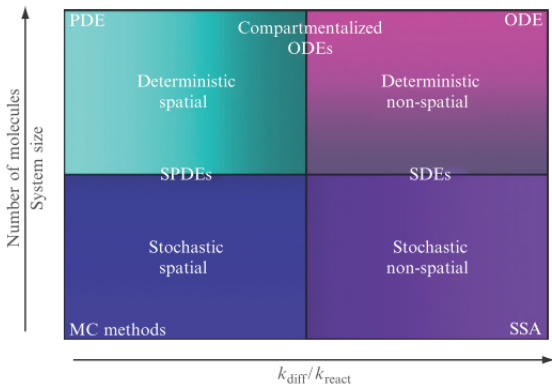 PDE
Compartmentalized
ODEs
ODE
Deterministic
spatial
Deterministic
non-spatial
Number of molecules
System size
SPDEs
SDEs
Stochastic
spatial
Stochastic
non-spatial
MC methods
SSA
k_diff/k_react